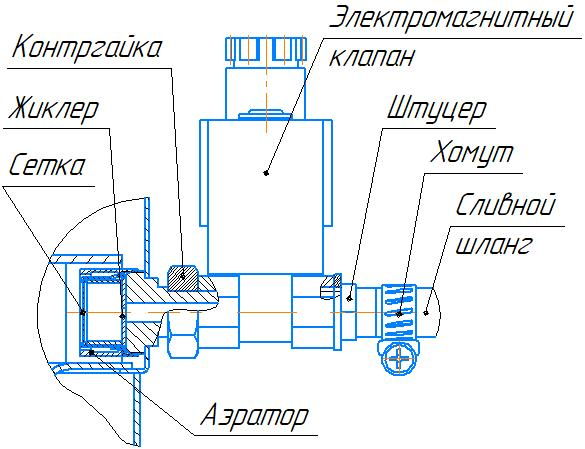 Электромагнитный
клапан
Контргайка
Жиклер
Штуцер
Сетка
Хомут
Сливной
шланг
Аэратор